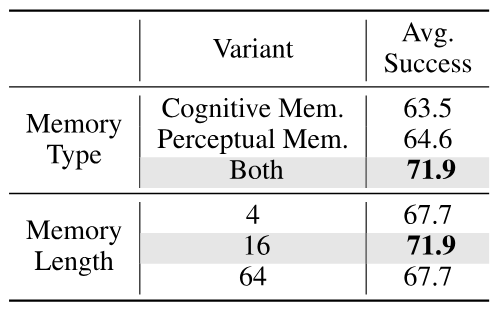 Variant Avg. Success
Memory Type
Cognitive Mem. 63.5
Perceptual Mem. 64.6
Both 71.9
Memory Length
4 67.7
16 71.9
64 67.7